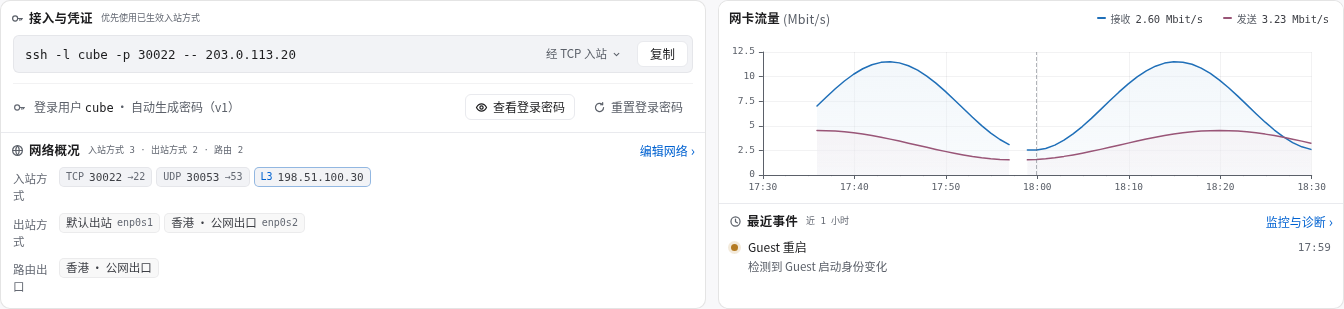 接入与凭证 优先使用已生效入站方式
ssh -l cube -p 30022 -- 203.0.113.20 经 TCP 入站 复制
登录用户 cube · 自动生成密码（v1） 查看登录密码 重置登录密码
网络概况 入站方式 3 · 出站方式 2 · 路由 2 编辑网络 ›
入站方式 TCP 30022 →22 UDP 30053 →53 L3 198.51.100.30
出站方式 默认出站 enp0s1 香港 · 公网出口 enp0s2
路由出口 香港 · 公网出口
网卡流量 (Mbit/s) 接收 2.60 Mbit/s 发送 3.23 Mbit/s
12.5
10
7.5
5
2.5
0
17:30 17:40 17:50 18:00 18:10 18:20 18:30
最近事件 近 1 小时 监控与诊断 ›
Guest 重启 17:59
检测到 Guest 启动身份变化